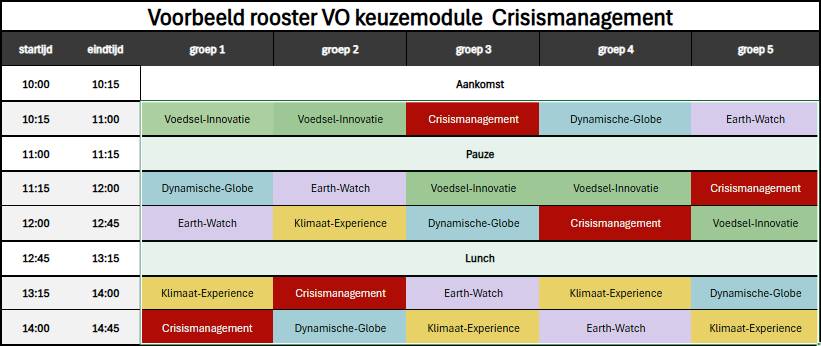 Voorbeeld rooster VO keuzemodule Crisismanagement
startijd eindtijd groep 1 groep 2 groep 3 groep 4 groep 5
10:00 10:15 Aankomst
10:15 11:00 Voedsel-Innovatie Voedsel-Innovatie Crisismanagement Dynamische-Globe Earth-Watch
11:00 11:15 Pauze
11:15 12:00 Dynamische-Globe Earth-Watch Voedsel-Innovatie Voedsel-Innovatie Crisismanagement
12:00 12:45 Earth-Watch Klimaat-Experience Dynamische-Globe Crisismanagement Voedsel-Innovatie
12:45 13:15 Lunch
13:15 14:00 Klimaat-Experience Crisismanagement Earth-Watch Klimaat-Experience Dynamische-Globe
14:00 14:45 Crisismanagement Dynamische-Globe Klimaat-Experience Earth-Watch Klimaat-Experience